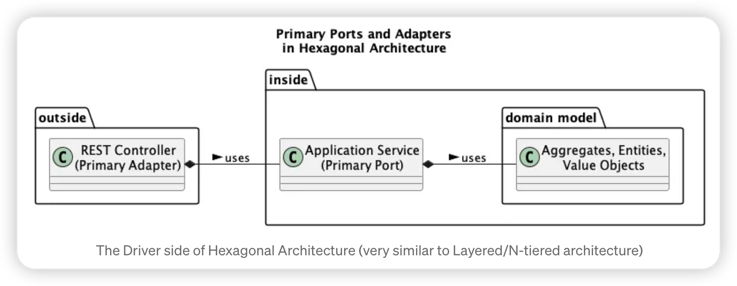 Primary Ports and Adapters
in Hexagonal Architecture
inside
outside
domain model
C
REST Controller
(Primary Adapter)
uses
C
Application Service
(Primary Port)
uses
C
Aggregates, Entities,
Value Objects
The Driver side of Hexagonal Architecture (very similar to Layered/N-tiered architecture)